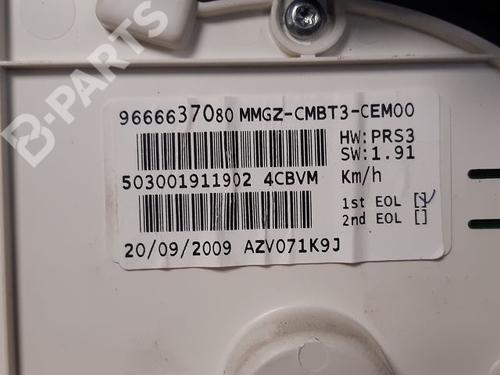 B-PARTS
9666637080 MMGZ-CMBT3-CEM00
HW:PRS3
SW:1.91
503001911902 4CBVM
Km/h
1st EOL []
2nd EOL []
20/09/2009 AZV071K9J